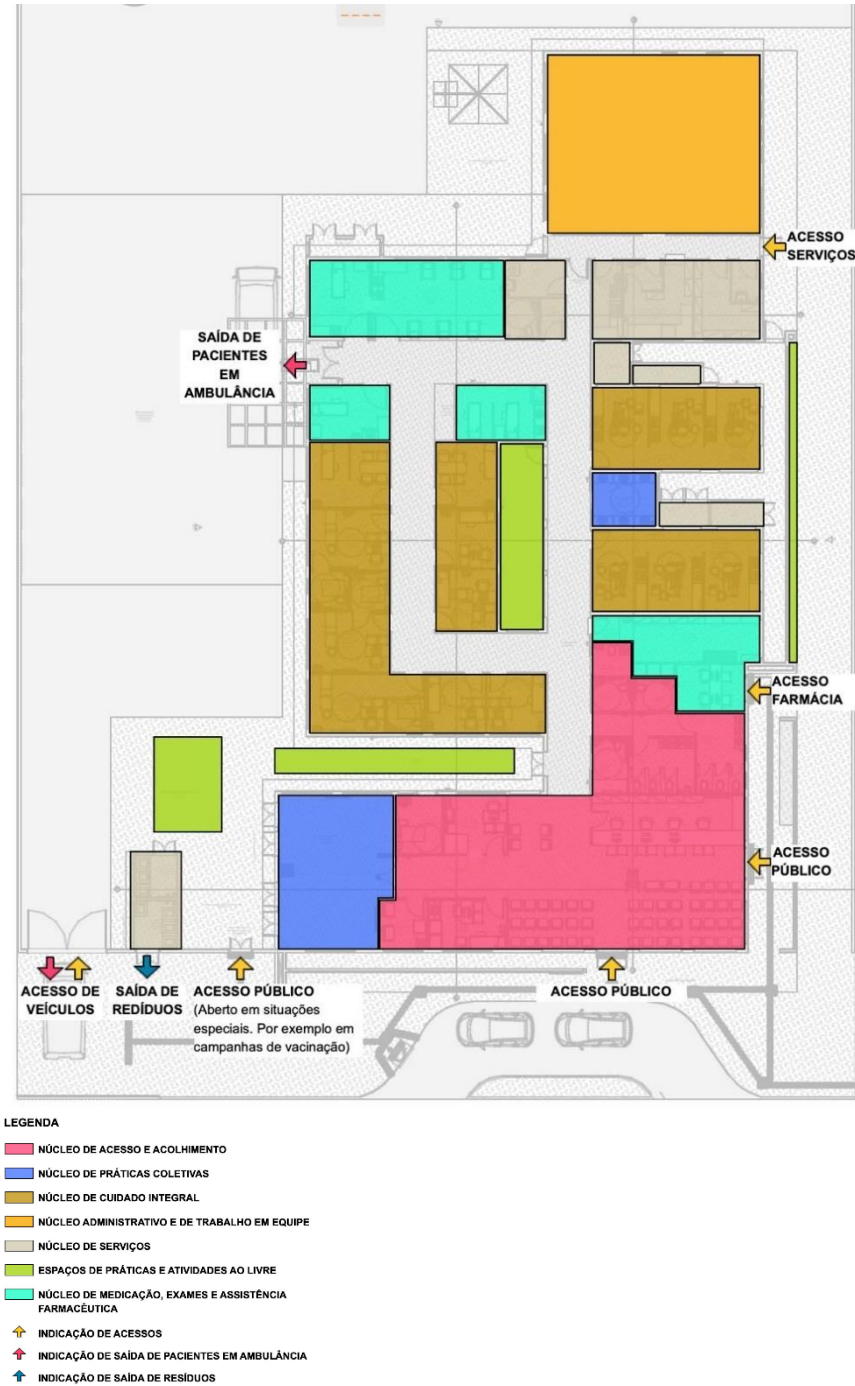 ACESSO
SERVIÇOS
SAÍDA DE
PACIENTES
EM
AMBULÂNCIA
ACESSO
FARMÁCIA
ACESSO
PÚBLICO
ACESSO DE
VEÍCULOS
SAÍDA DE
REDÍDUOS
ACESSO PÚBLICO
(Aberto em situações
especiais. Por exemplo em
campanhas de vacinação)
ACESSO PÚBLICO
LEGENDA
NÚCLEO DE ACESSO E ACOLHIMENTO
NÚCLEO DE PRÁTICAS COLETIVAS
NÚCLEO DE CUIDADO INTEGRAL
NÚCLEO ADMINISTRATIVO E DE TRABALHO EM EQUIPE
NÚCLEO DE SERVIÇOS
ESPAÇOS DE PRÁTICAS E ATIVIDADES AO LIVRE
NÚCLEO DE MEDICAÇÃO, EXAMES E ASSISTÊNCIA
FARMACÊUTICA
INDICAÇÃO DE ACESSOS
INDICAÇÃO DE SAÍDA DE PACIENTES EM AMBULÂNCIA
INDICAÇÃO DE SAÍDA DE RESÍDUOS